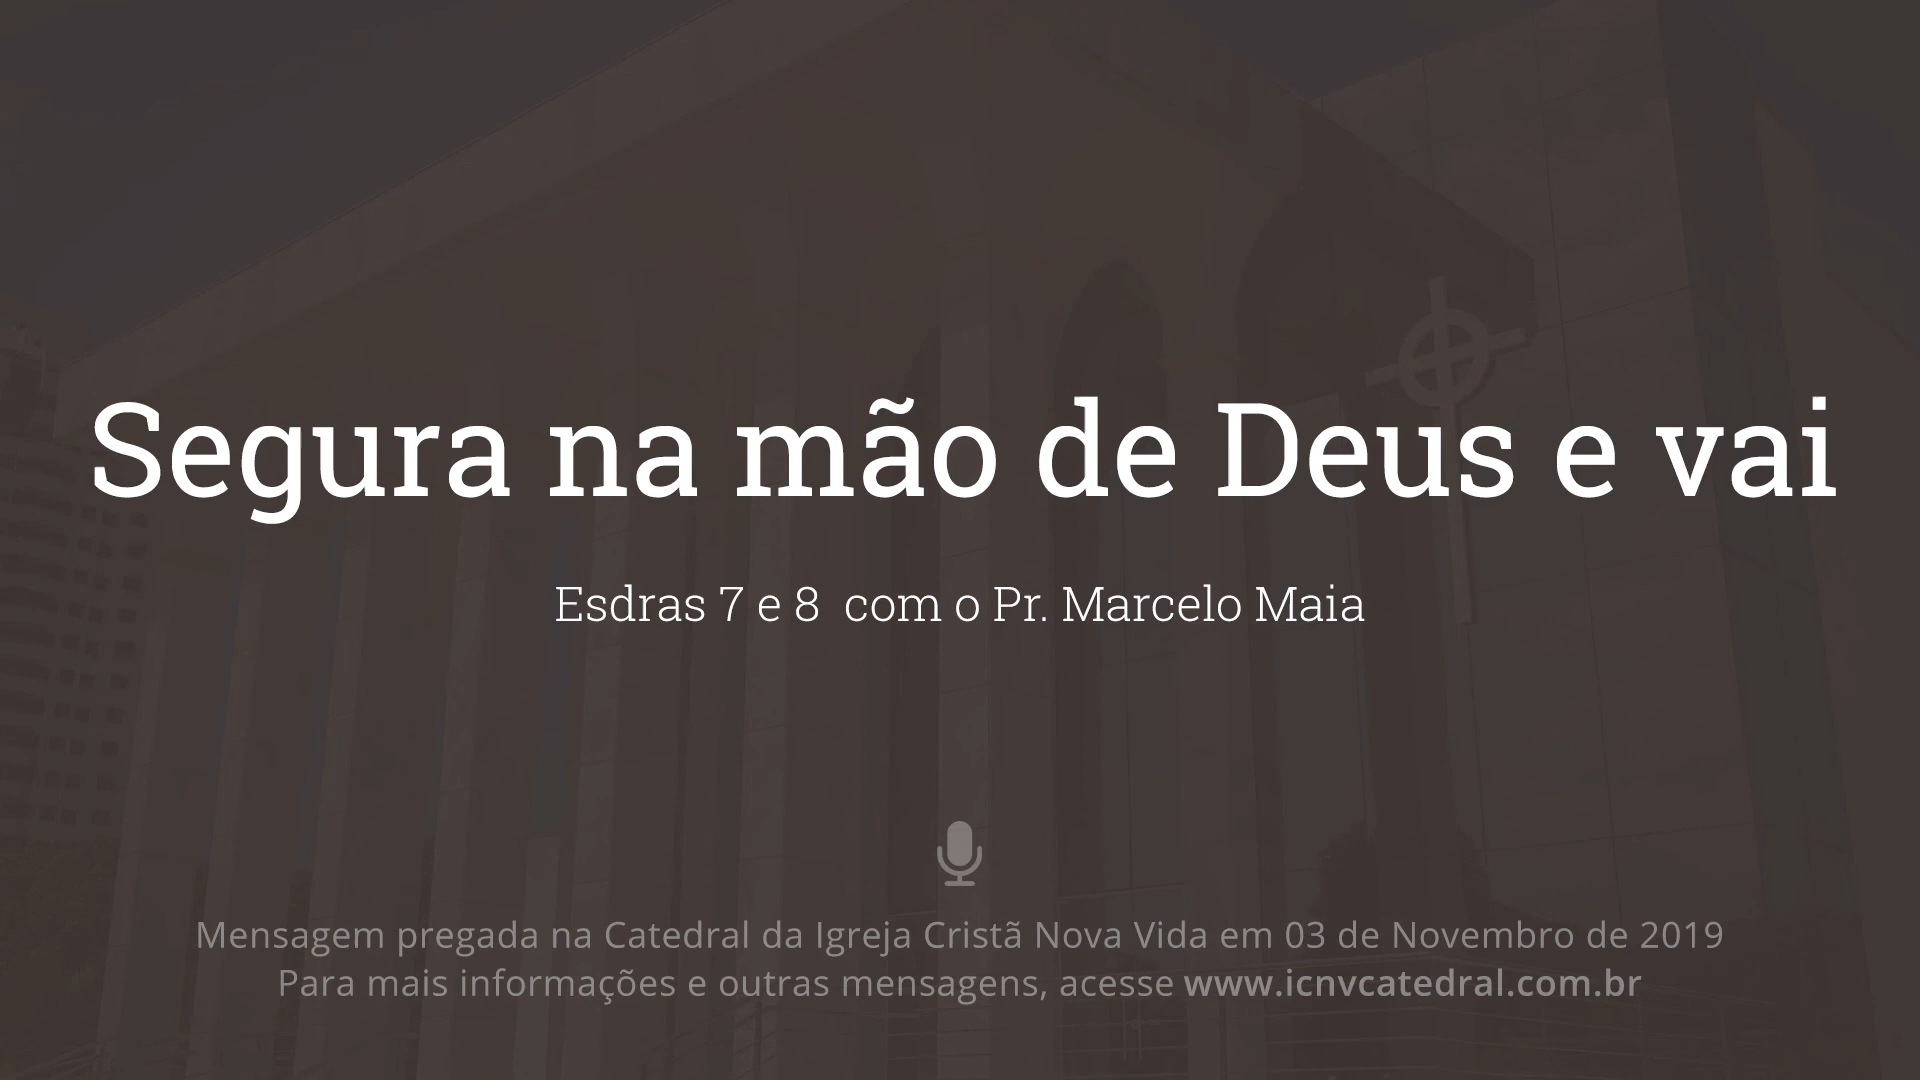 Segura na mão de Deus e vai
Esdras 7 e 8 com o Pr. Marcelo Maia
Mensagem pregada na Catedral da Igreja Cristã Nova Vida em 03 de Novembro de 2019
Para mais informações e outras mensagens, acesse www.icnvcatedral.com.br